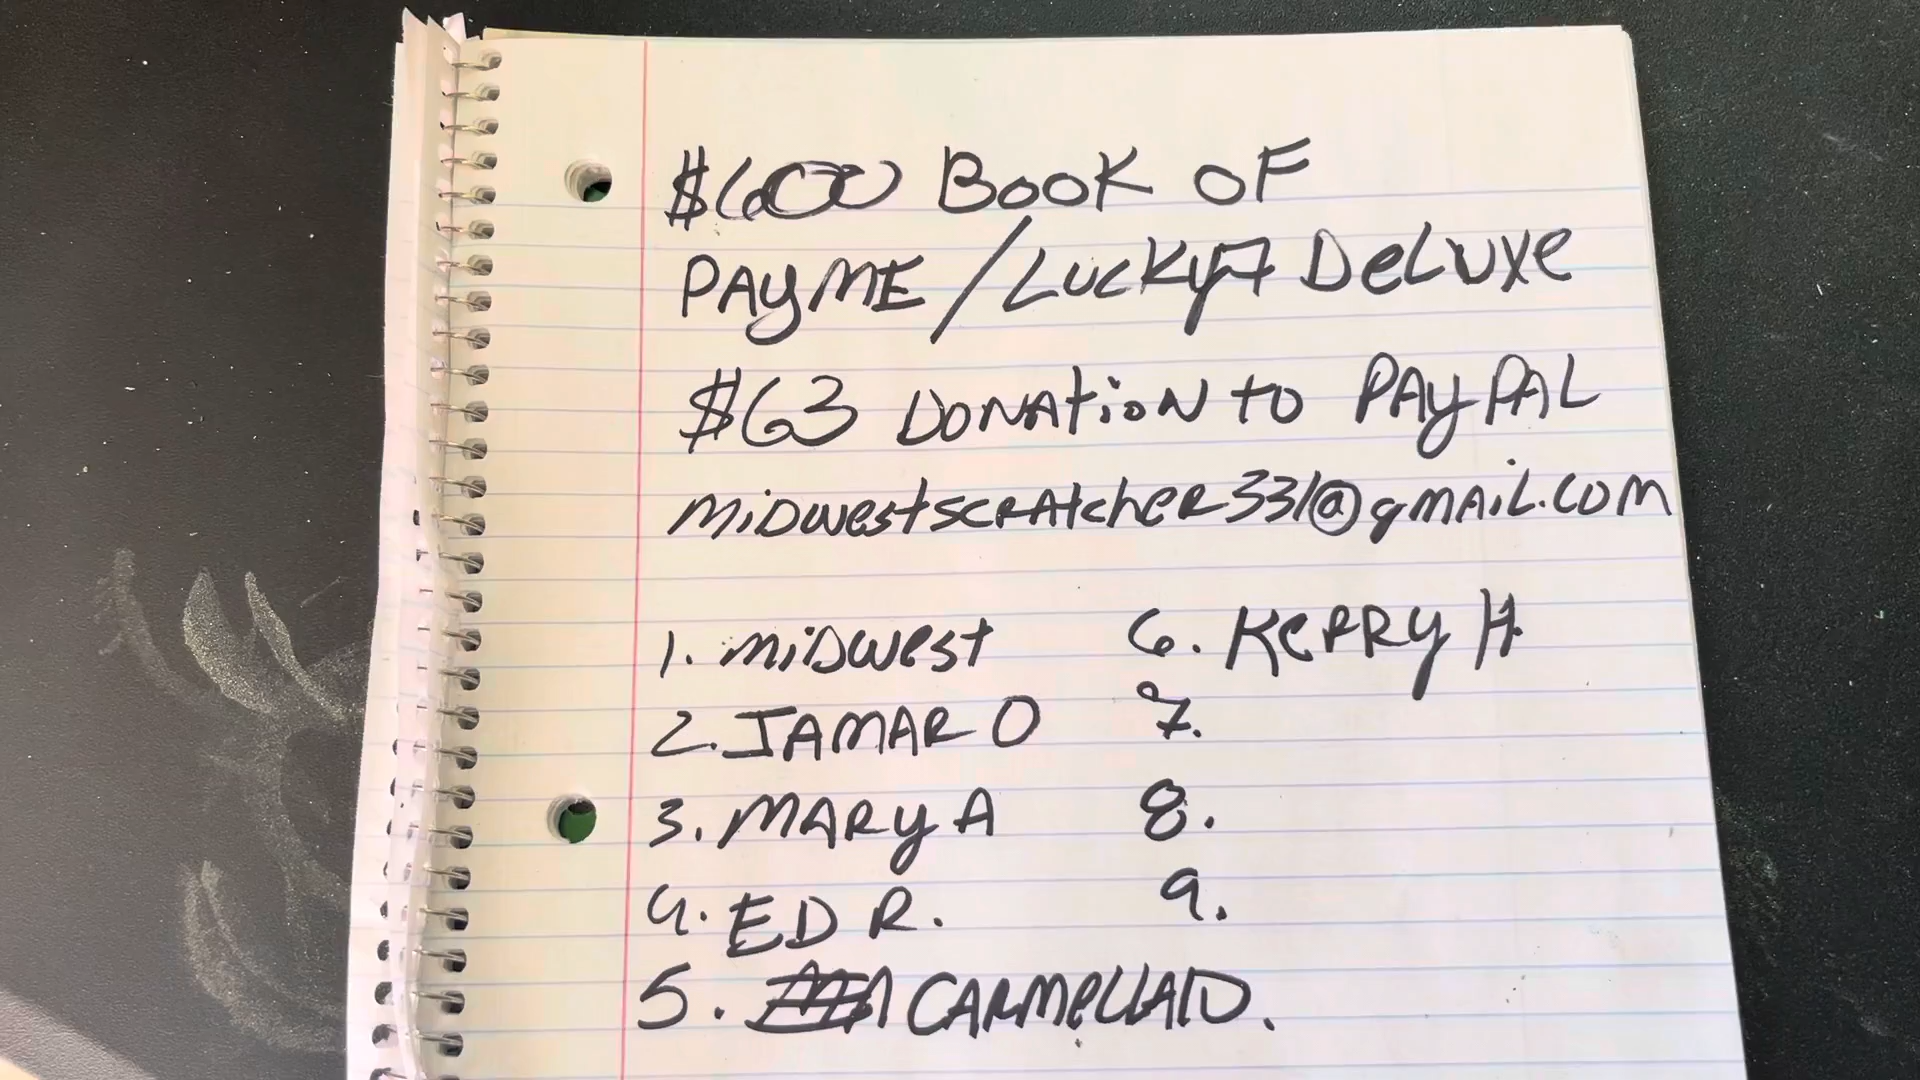 $600 BOOK OF
PAYME/LUCKY7 DELUXE
$63 DONATION TO PAYPAL
MIDWESTSCRATCHER331@GMAIL.COM
1. MIDWEST
2. JAMAR O
3. MARY A
4. ED R.
5. CARMELLA D.
6. KERRY H
7.
8.
9.